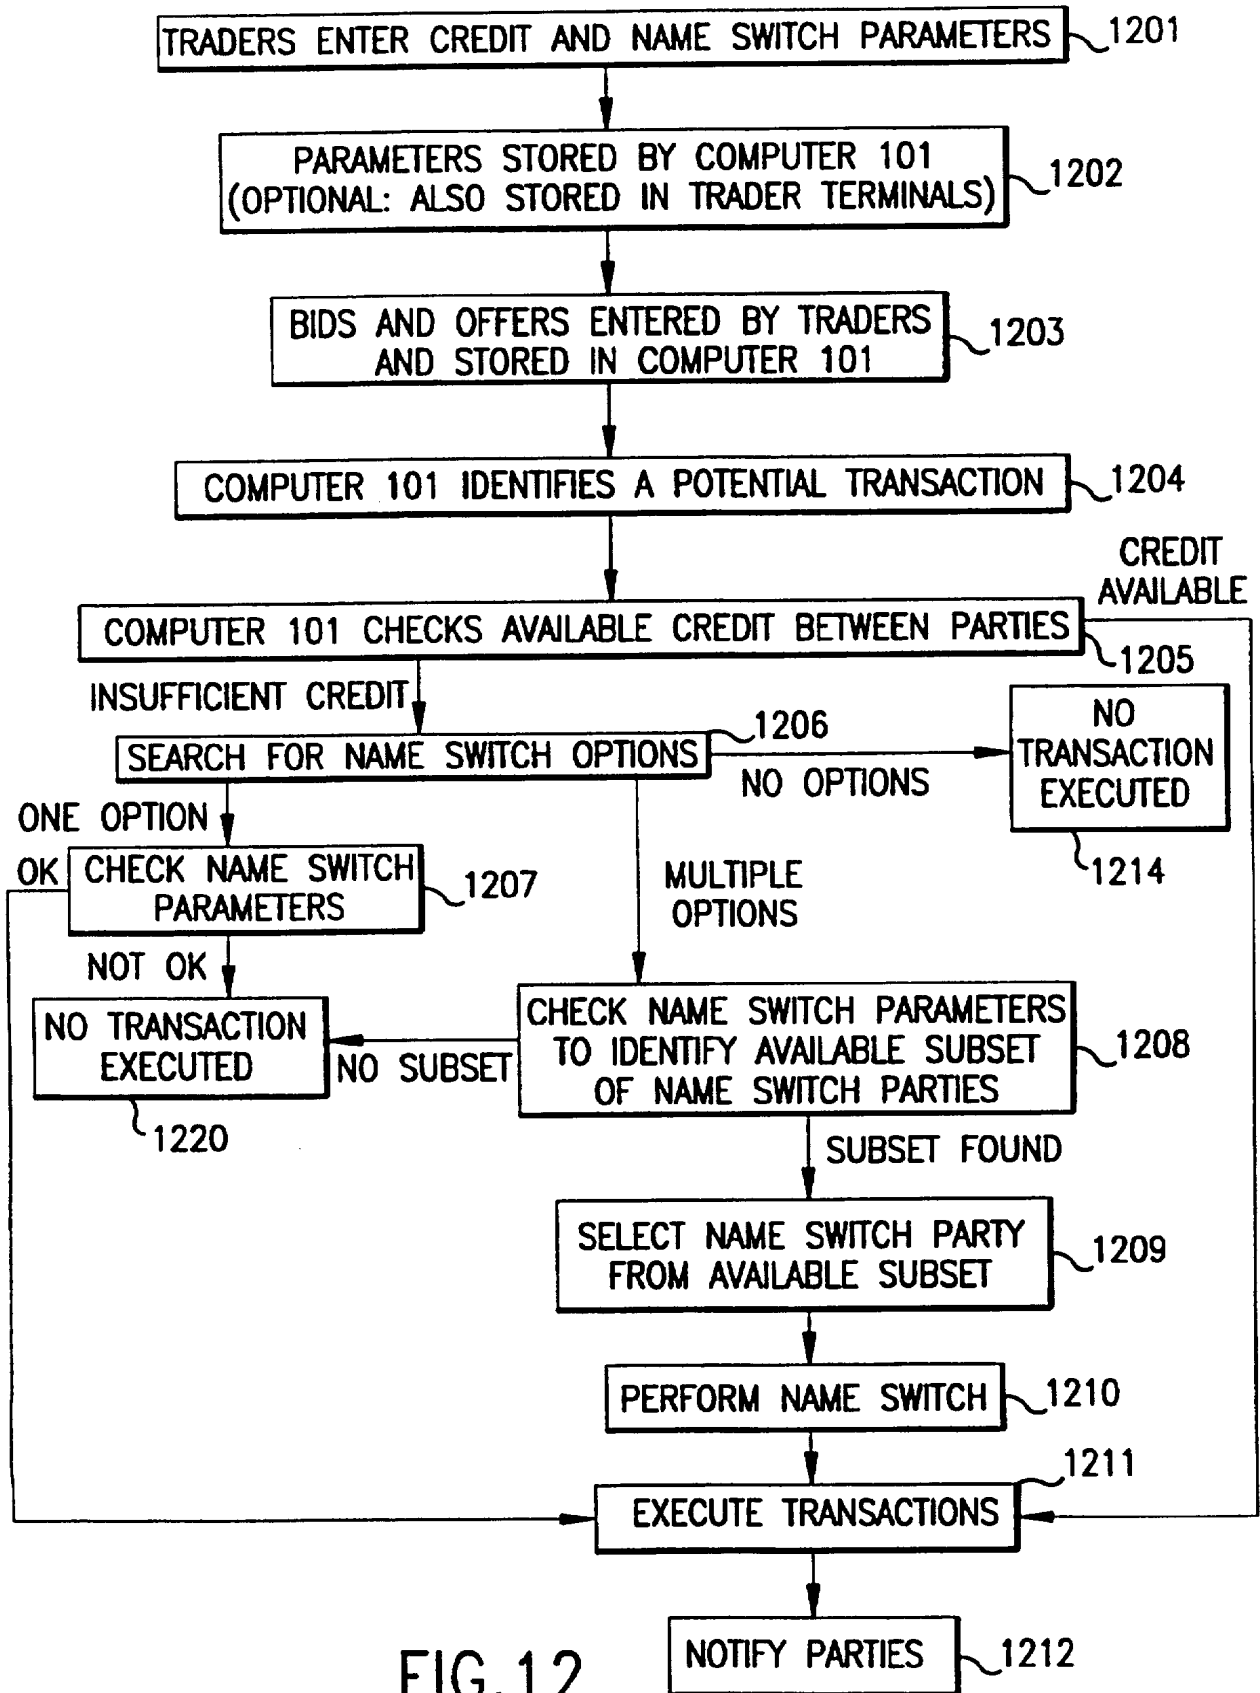 TRADERS ENTER CREDIT AND NAME SWITCH PARAMETERS
1201
PARAMETERS STORED BY COMPUTER 101
(OPTIONAL: ALSO STORED IN TRADER TERMINALS)
1202
BIDS AND OFFERS ENTERED BY TRADERS
AND STORED IN COMPUTER 101
1203
COMPUTER 101 IDENTIFIES A POTENTIAL TRANSACTION
1204
CREDIT
AVAILABLE
COMPUTER 101 CHECKS AVAILABLE CREDIT BETWEEN PARTIES
1205
INSUFFICIENT CREDIT
SEARCH FOR NAME SWITCH OPTIONS
1206
NO OPTIONS
NO
TRANSACTION
EXECUTED
1214
ONE OPTION
OK
CHECK NAME SWITCH
PARAMETERS
1207
MULTIPLE
OPTIONS
NOT OK
NO TRANSACTION
EXECUTED
1220
NO SUBSET
CHECK NAME SWITCH PARAMETERS
TO IDENTIFY AVAILABLE SUBSET
OF NAME SWITCH PARTIES
1208
SUBSET FOUND
SELECT NAME SWITCH PARTY
FROM AVAILABLE SUBSET
1209
PERFORM NAME SWITCH
1210
1211
EXECUTE TRANSACTIONS
NOTIFY PARTIES
1212
FIG.12